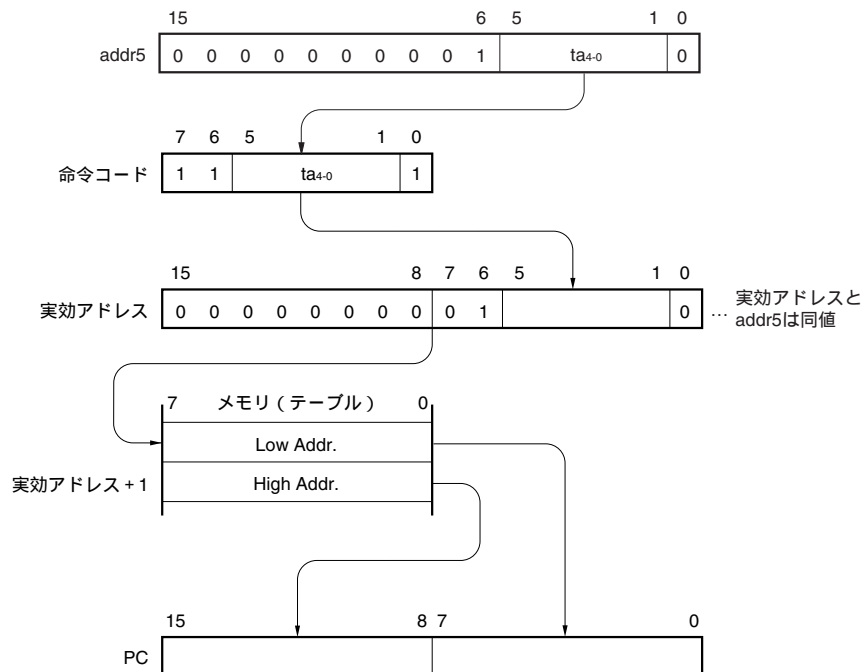 15 6 5 1 0
addr5 0 0 0 0 0 0 0 0 0 1 ta4-0 0
7 6 5 1 0
命令コード 1 1 ta4-0 1
15 8 7 6 5 1 0
実効アドレス 0 0 0 0 0 0 0 0 0 1 0 … 実効アドレスと
addr5は同値
7 メモリ（テーブル） 0
Low Addr.
実効アドレス+1 High Addr.
15 8 7 0
PC